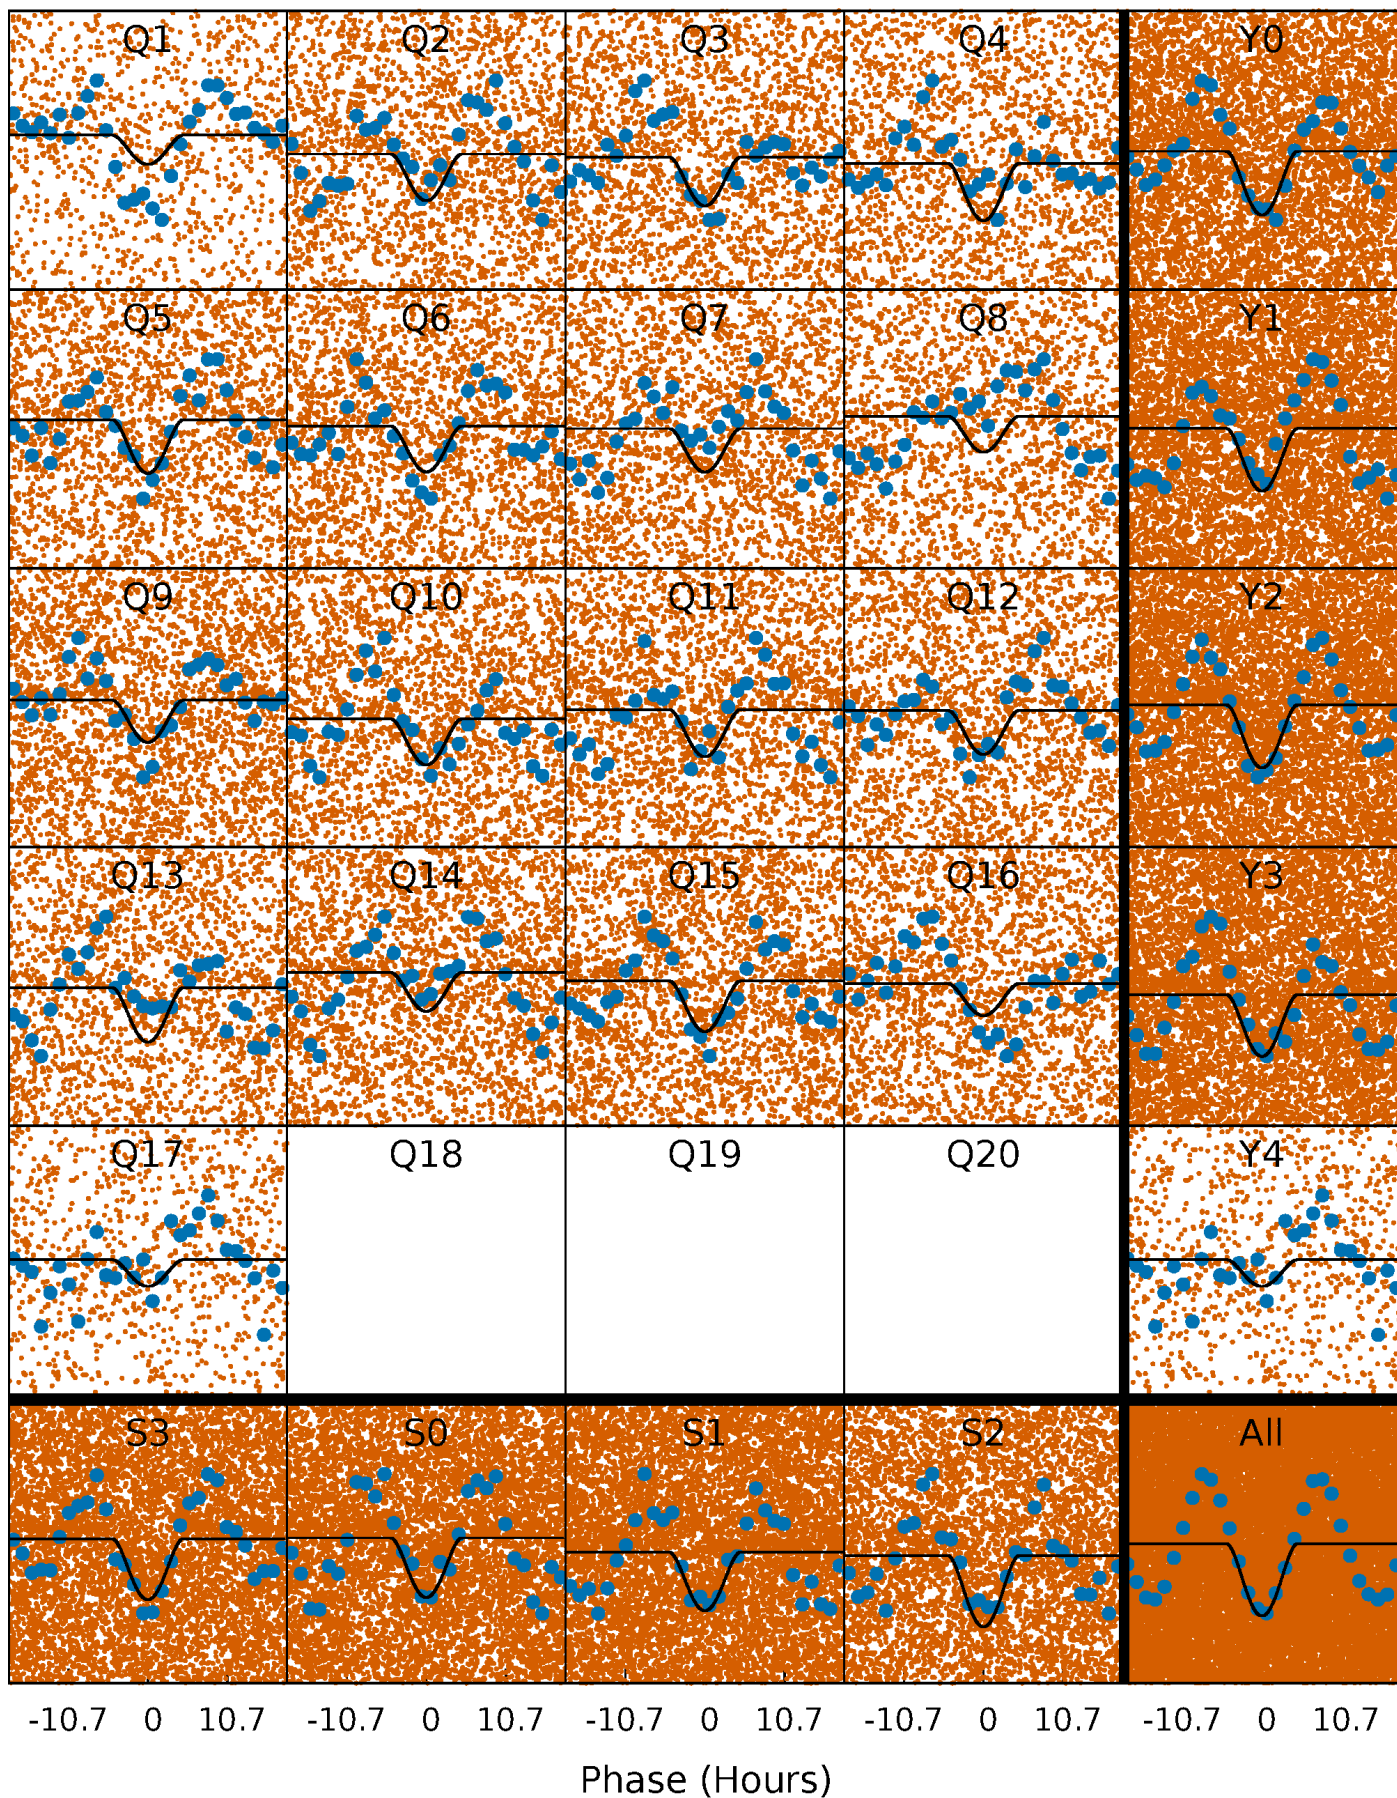 Q1 Q2 Q3 Q4 Y0
Q5 Q6 Q7 Q8 Y1
Q9 Q10 Q11 Q12 Y2
Q13 Q14 Q15 Q16 Y3
Q17 Q18 Q19 Q20 Y4
S3 S0 S1 S2 All
-10.7 0 10.7 -10.7 0 10.7 -10.7 0 10.7 -10.7 0 10.7 -10.7 0 10.7
Phase (Hours)